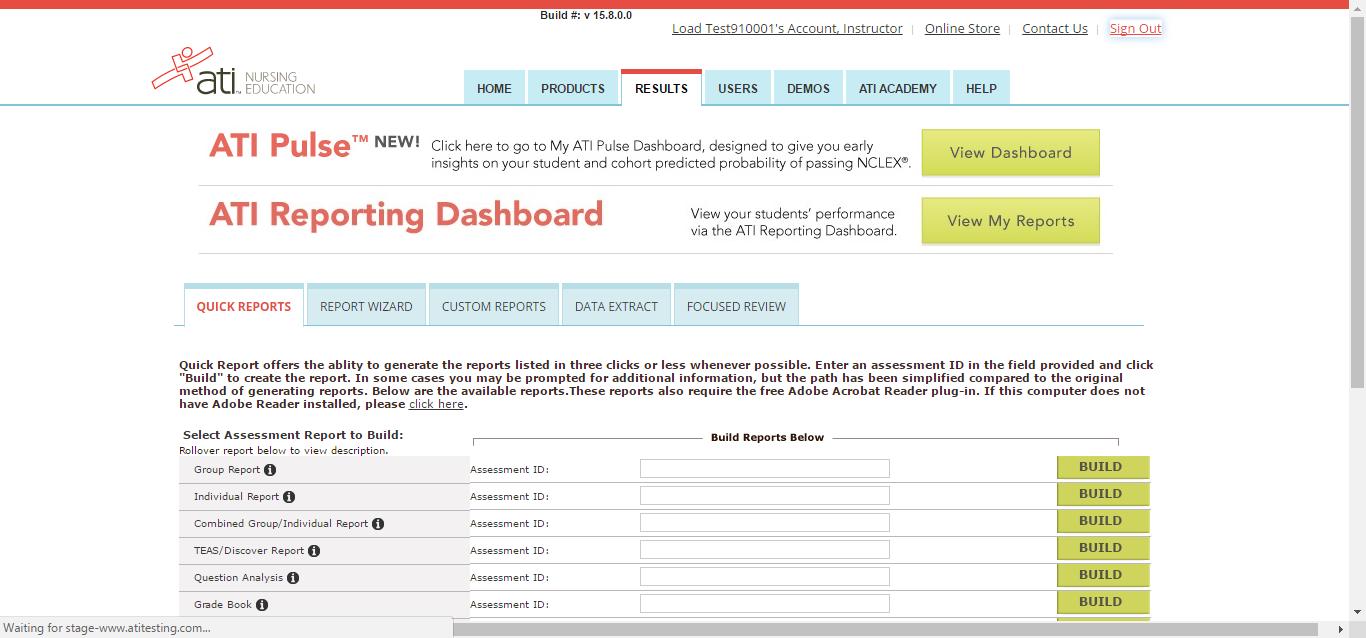 Build #: v 15.8.0.0
Load Test910001's Account, Instructor | Online Store | Contact Us | Sign Out
ati NURSING EDUCATION
HOME PRODUCTS RESULTS USERS DEMOS ATI ACADEMY HELP
ATI Pulse™ NEW! Click here to go to My ATI Pulse Dashboard, designed to give you early
insights on your student and cohort predicted probability of passing NCLEX®.
View Dashboard
ATI Reporting Dashboard
View your students' performance
via the ATI Reporting Dashboard.
View My Reports
QUICK REPORTS REPORT WIZARD CUSTOM REPORTS DATA EXTRACT FOCUSED REVIEW
Quick Report offers the ablity to generate the reports listed in three clicks or less whenever possible. Enter an assessment ID in the field provided and click
"Build" to create the report. In some cases you may be prompted for additional information, but the path has been simplified compared to the original
method of generating reports. Below are the available reports.These reports also require the free Adobe Acrobat Reader plug-in. If this computer does not
have Adobe Reader installed, please click here.
Select Assessment Report to Build:
Build Reports Below
Rollover report below to view description.
Group Report Assessment ID: BUILD
Individual Report Assessment ID: BUILD
Combined Group/Individual Report Assessment ID: BUILD
TEAS/Discover Report Assessment ID: BUILD
Question Analysis Assessment ID: BUILD
Grade Book Assessment ID: BUILD
Waiting for stage-www.atitesting.com...